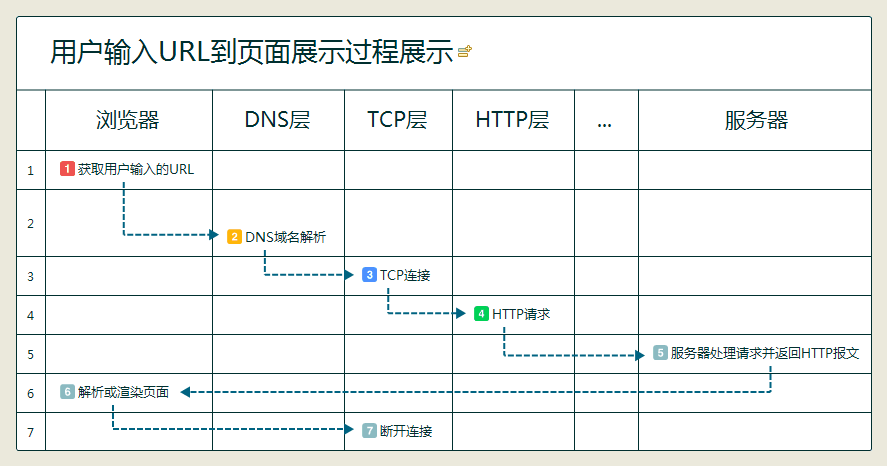 用户输入URL到页面展示过程展示
浏览器 DNS层 TCP层 HTTP层 ... 服务器
1 1 获取用户输入的URL
2 2 DNS域名解析
3 3 TCP连接
4 4 HTTP请求
5 5 服务器处理请求并返回HTTP报文
6 6 解析或渲染页面
7 7 断开连接